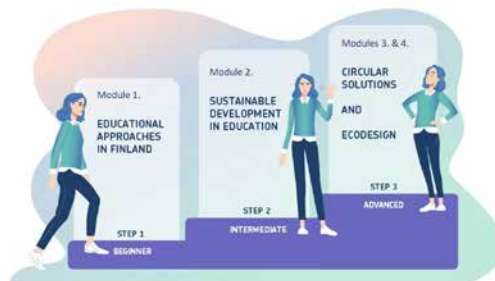 Module 1.
EDUCATIONAL
APPROACHES
IN FINLAND
STEP 1
BEGINNER
Module 2.
SUSTAINABLE
DEVELOPMENT
IN EDUCATION
STEP 2
INTERMEDIATE
Modules 3. & 4.
CIRCULAR
SOLUTIONS
AND
ECODESIGN
STEP 3
ADVANCED